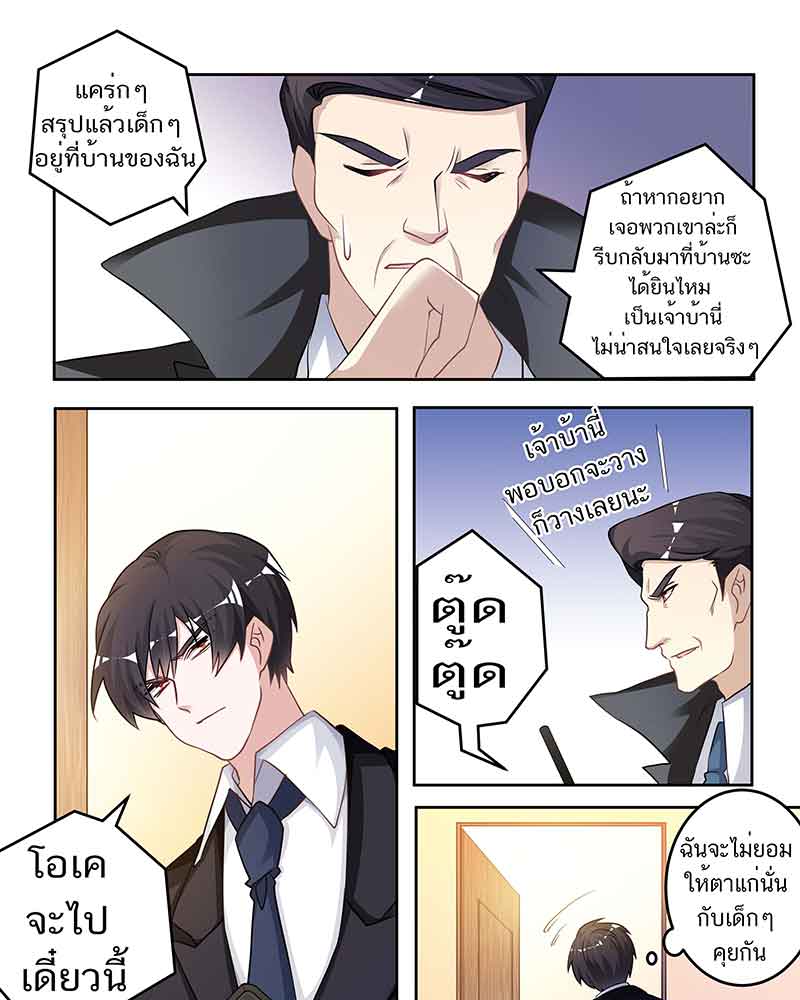 แคร่กๆ
สรุปแล้วเด็กๆ
อยู่ที่บ้านของฉัน
ถ้าหากอยาก
เจอพวกเขาล่ะก็
รีบกลับมาที่บ้านซะ
ได้ยินไหม
เป็นเจ้าบ้านี่
ไม่น่าสนใจเลยจริงๆ
เจ้าบ้านี่
พอบอกจะวาง
ก็วางเลยนะ
ตู๊ด
ตู๊ด
โอเค
จะไป
เดี๋ยวนี้
ฉันจะไม่ยอม
ให้ตาแก่นั่น
กับเด็กๆ
คุยกัน